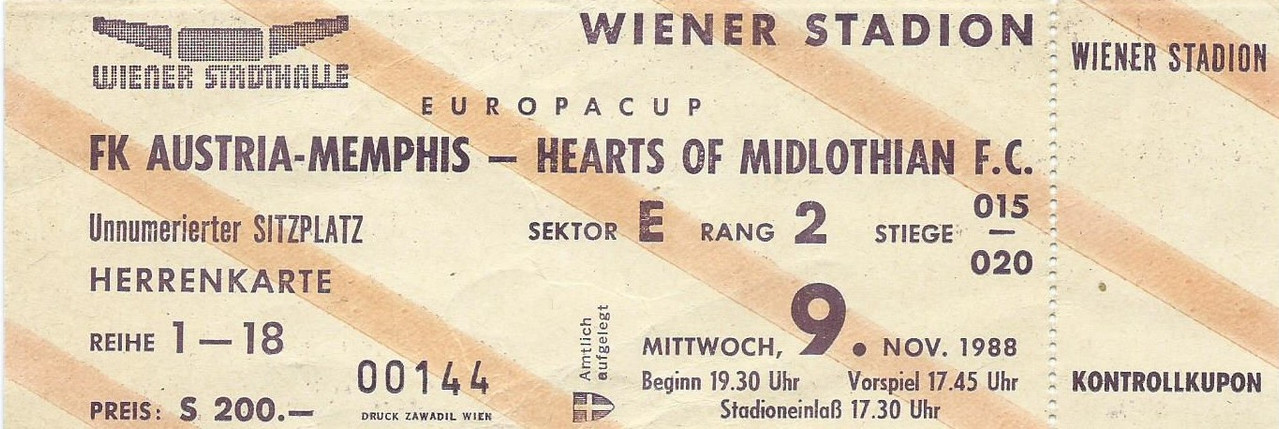 WIENER STADTHALLE
WIENER STADION
EUROPACUP
FK AUSTRIA-MEMPHIS — HEARTS OF MIDLOTHIAN F.C.
Unnumerierter SITZPLATZ
SEKTOR E RANG 2 STIEGE 015 — 020
HERRENKARTE
REIHE 1 — 18
MITTWOCH, 9. NOV. 1988
Beginn 19.30 Uhr Vorspiel 17.45 Uhr
Stadioneinlaß 17.30 Uhr
PREIS: S 200.—
00144
DRUCK ZAWADIL WIEN
Amtlich
aufgelegt
WIENER STADION
KONTROLLKUPON